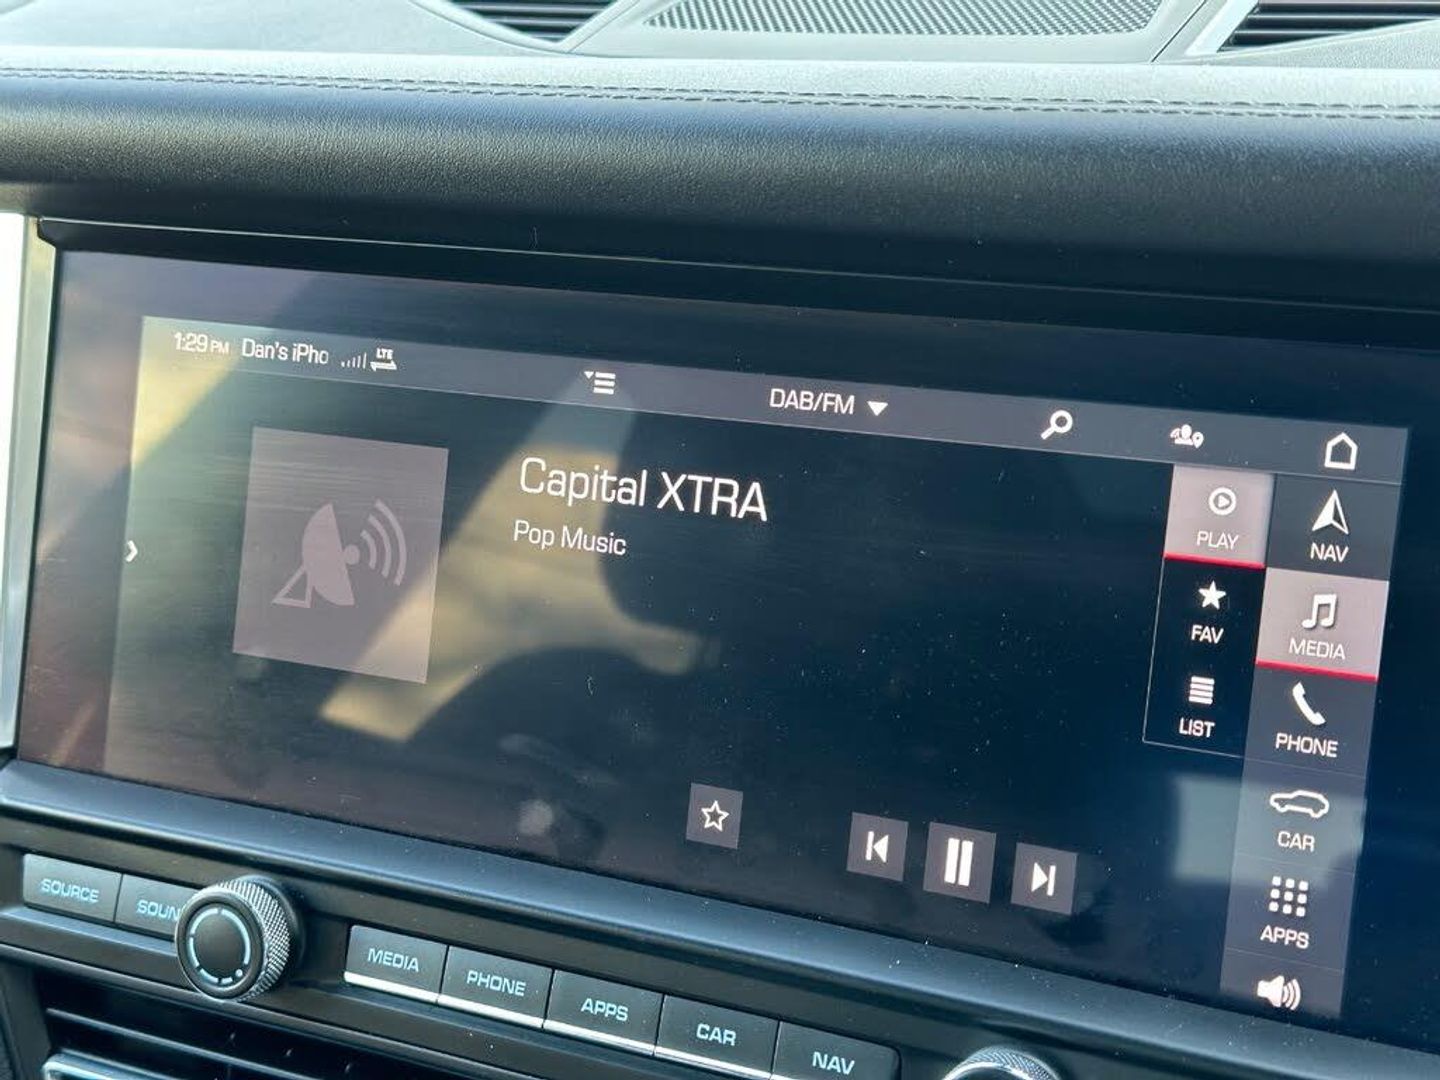 1:29 PM Dan's iPho LTE
DAB/FM
Capital XTRA
Pop Music
PLAY
FAV
LIST
NAV
MEDIA
PHONE
CAR
APPS
SOURCE
SOUN
MEDIA
PHONE
APPS
CAR
NAV